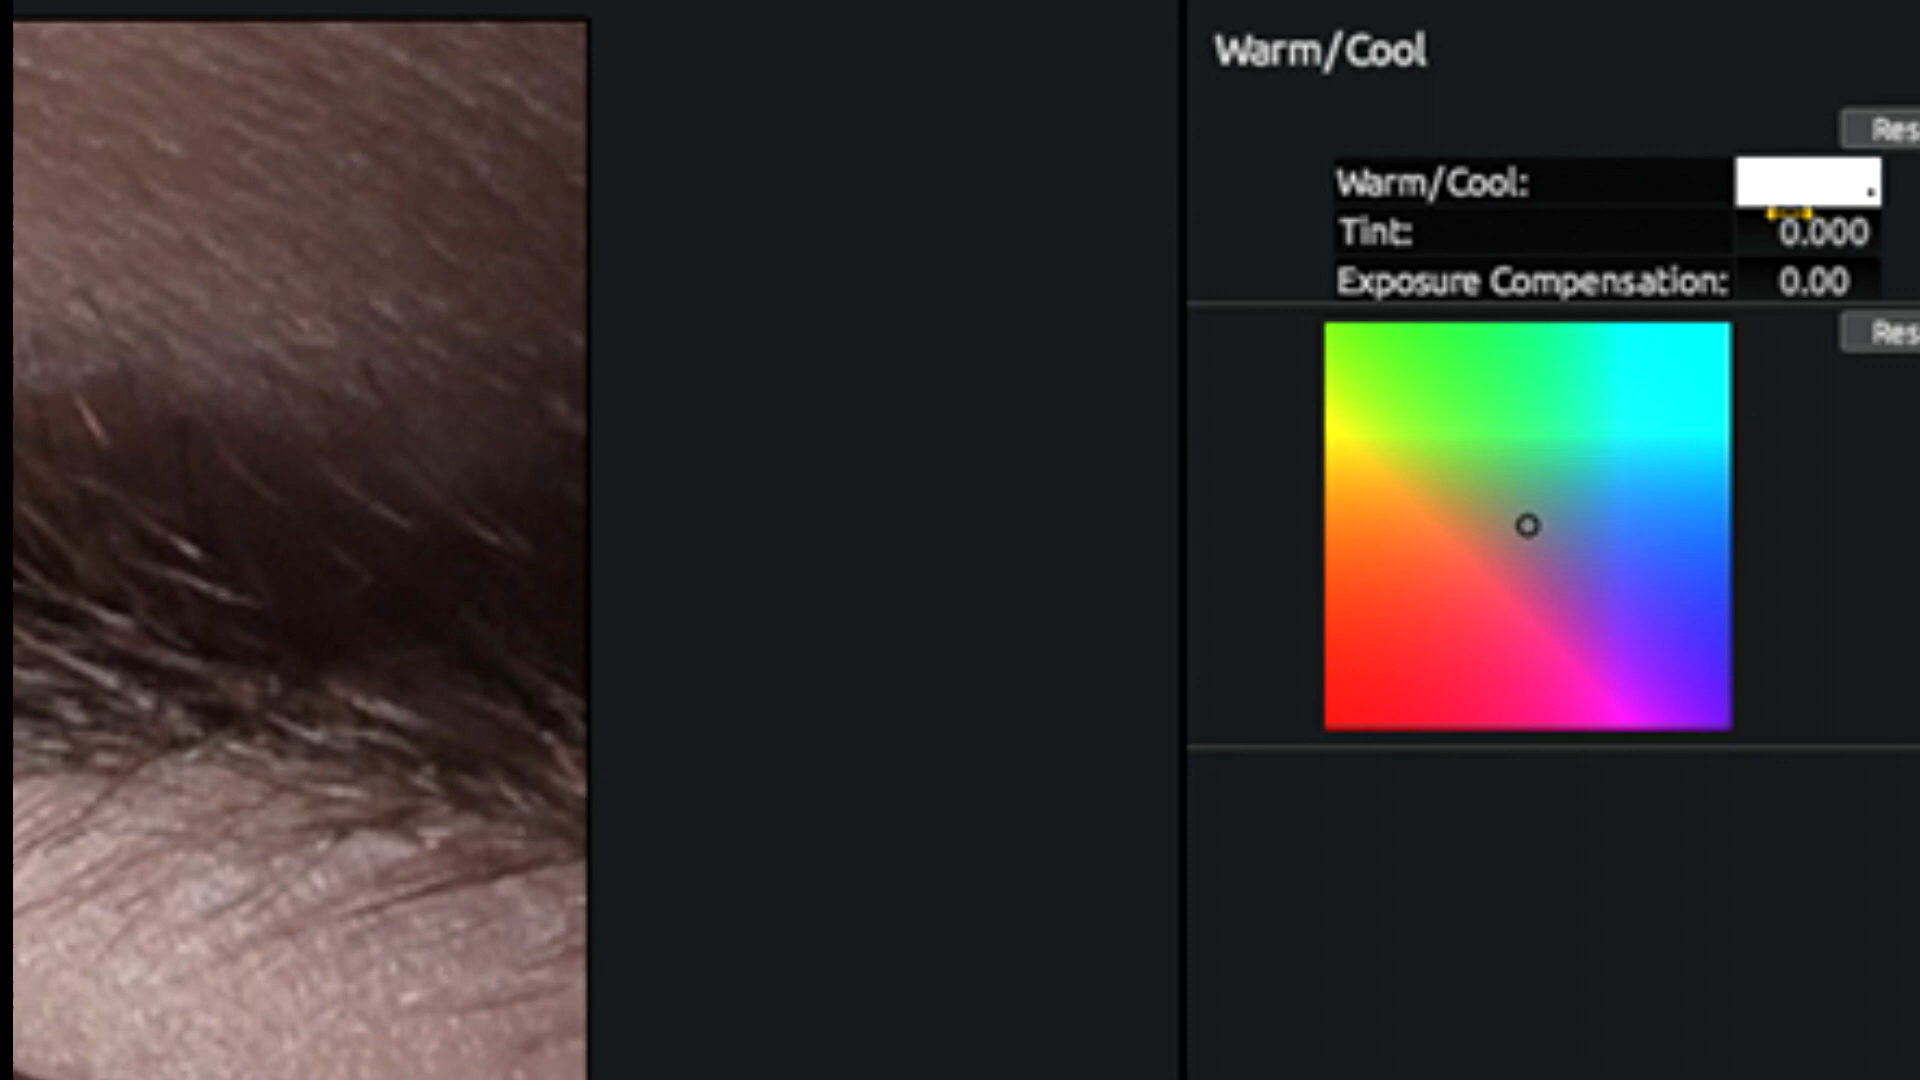 Warm/Cool
Res
Warm/Cool: .
Tint: 0.000
Exposure Compensation: 0.00
Res